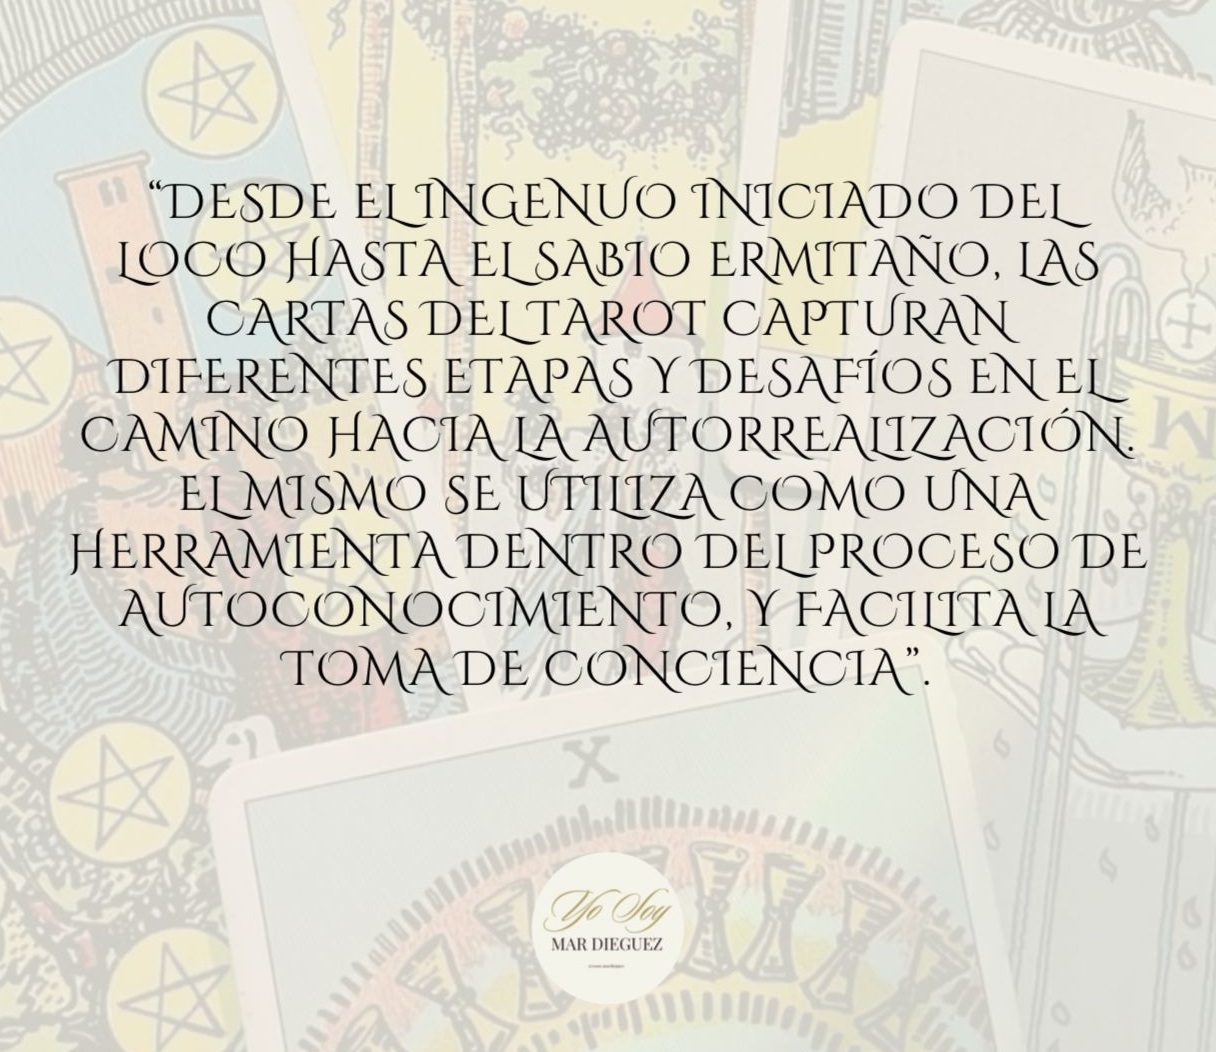 “DESDE EL INGENUO INICIADO DEL
LOCO HASTA EL SABIO ERMITAÑO, LAS
CARTAS DEL TAROT CAPTURAN
DIFERENTES ETAPAS Y DESAFÍOS EN EL
CAMINO HACIA LA AUTORREALIZACIÓN.
EL MISMO SE UTILIZA COMO UNA
HERRAMIENTA DENTRO DEL PROCESO DE
AUTOCONOCIMIENTO, Y FACILITA LA
TOMA DE CONCIENCIA”.
X
Yo Soy
MAR DIEGUEZ